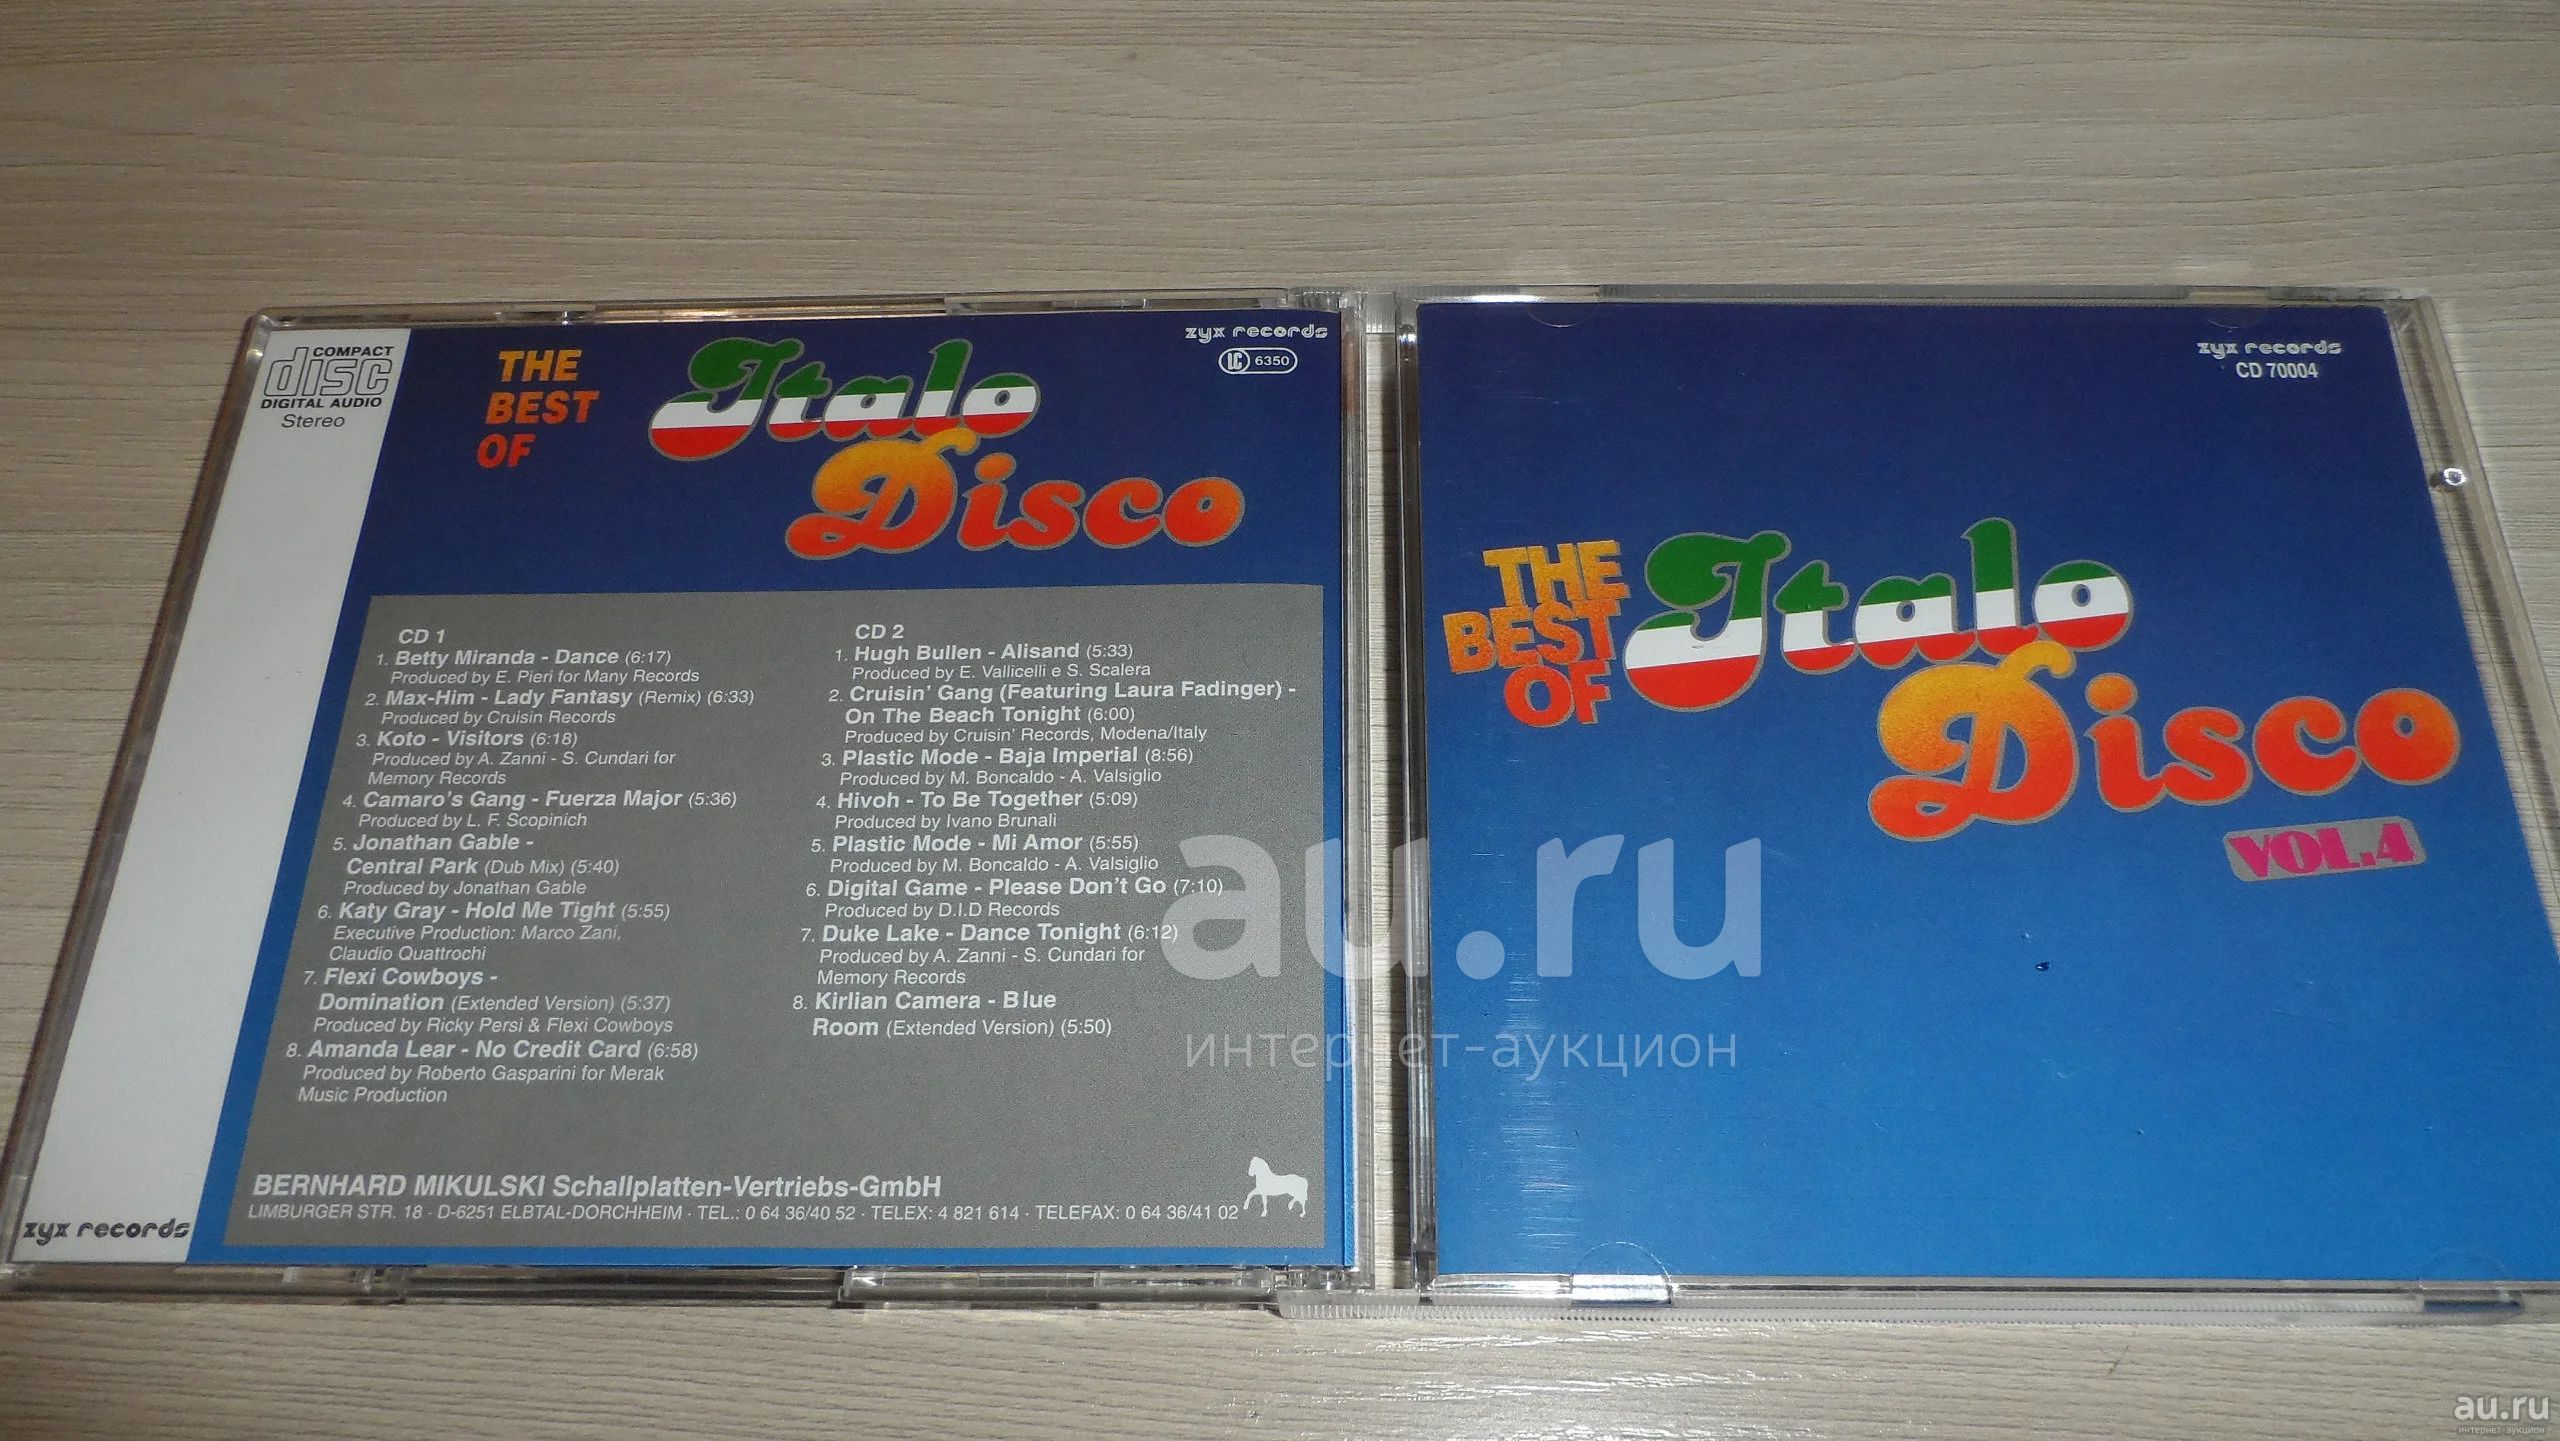 COMPACT
disc
DIGITAL AUDIO
Stereo
THE
BEST
OF
Italo
Disco
zyx records
LC 6350
CD 1
1. Betty Miranda - Dance (6:17)
Produced by E. Pieri for Many Records
2. Max-Him - Lady Fantasy (Remix) (6:33)
Produced by Cruisin Records
3. Koto - Visitors (6:18)
Produced by A. Zanni - S. Cundari for
Memory Records
4. Camaro's Gang - Fuerza Major (5:36)
Produced by L. F. Scopinich
5. Jonathan Gable -
Central Park (Dub Mix) (5:40)
Produced by Jonathan Gable
6. Katy Gray - Hold Me Tight (5:55)
Executive Production: Marco Zani,
Claudio Quattrochi
7. Flexi Cowboys -
Domination (Extended Version) (5:37)
Produced by Ricky Persi & Flexi Cowboys
8. Amanda Lear - No Credit Card (6:58)
Produced by Roberto Gasparini for Merak
Music Production
CD 2
1. Hugh Bullen - Alisand (5:33)
Produced by E. Vallicelli e S. Scalera
2. Cruisin' Gang (Featuring Laura Fadinger) -
On The Beach Tonight (6:00)
Produced by Cruisin' Records, Modena/Italy
3. Plastic Mode - Baja Imperial (8:56)
Produced by M. Boncaldo - A. Valsiglio
4. Hivoh - To Be Together (5:09)
Produced by Ivano Brunali
5. Plastic Mode - Mi Amor (5:55)
Produced by M. Boncaldo - A. Valsiglio
6. Digital Game - Please Don't Go (7:10)
Produced by D.I.D Records
7. Duke Lake - Dance Tonight (6:12)
Produced by A. Zanni - S. Cundari for
Memory Records
8. Kirlian Camera - Blue
Room (Extended Version) (5:50)
BERNHARD MIKULSKI Schallplatten-Vertriebs-GmbH
LIMBURGER STR. 18 · D-6251 ELBTAL-DORCHHEIM · TEL.: 0 64 36/40 52 · TELEX: 4 821 614 · TELEFAX: 0 64 36/41 02
zyx records
zyx records
CD 70004
THE
BEST
OF
Italo
Disco
VOL.4
au.ru
интернет-аукцион
au.ru
интернет-аукцион